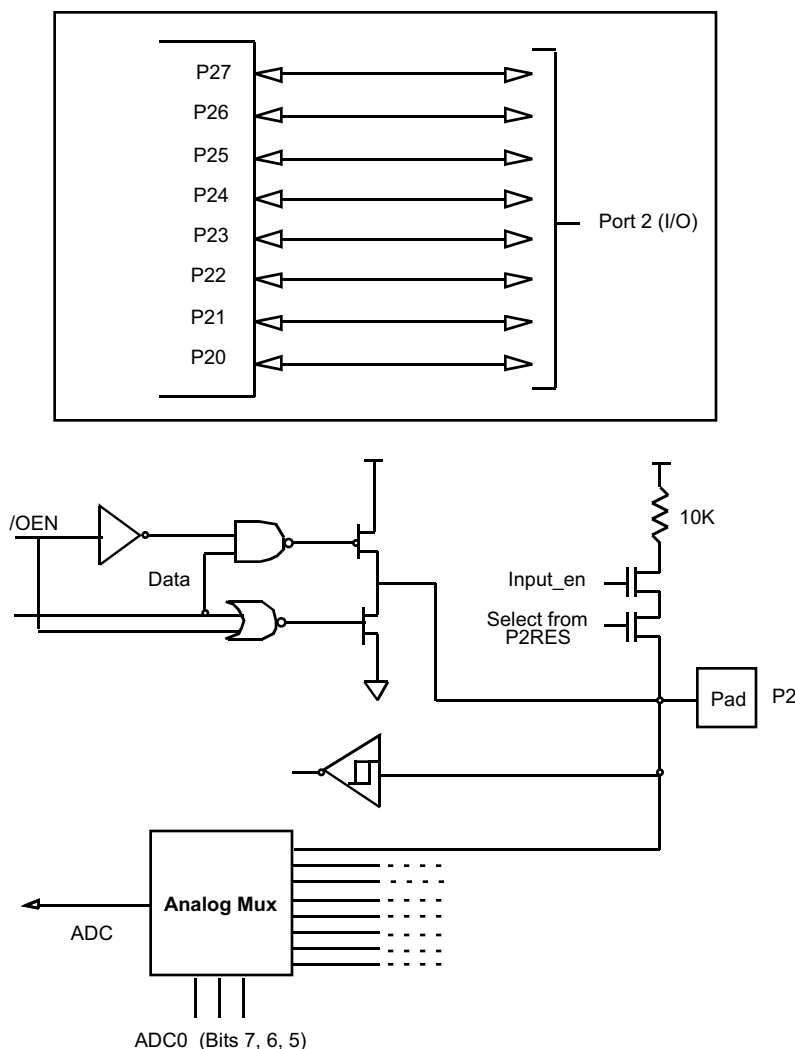 P27
P26
P25
P24
P23
P22
P21
P20
Port 2 (I/O)
/OEN
Data
10K
Input_en
Select from
P2RES
Pad
P2
Analog Mux
ADC
ADC0 (Bits 7, 6, 5)